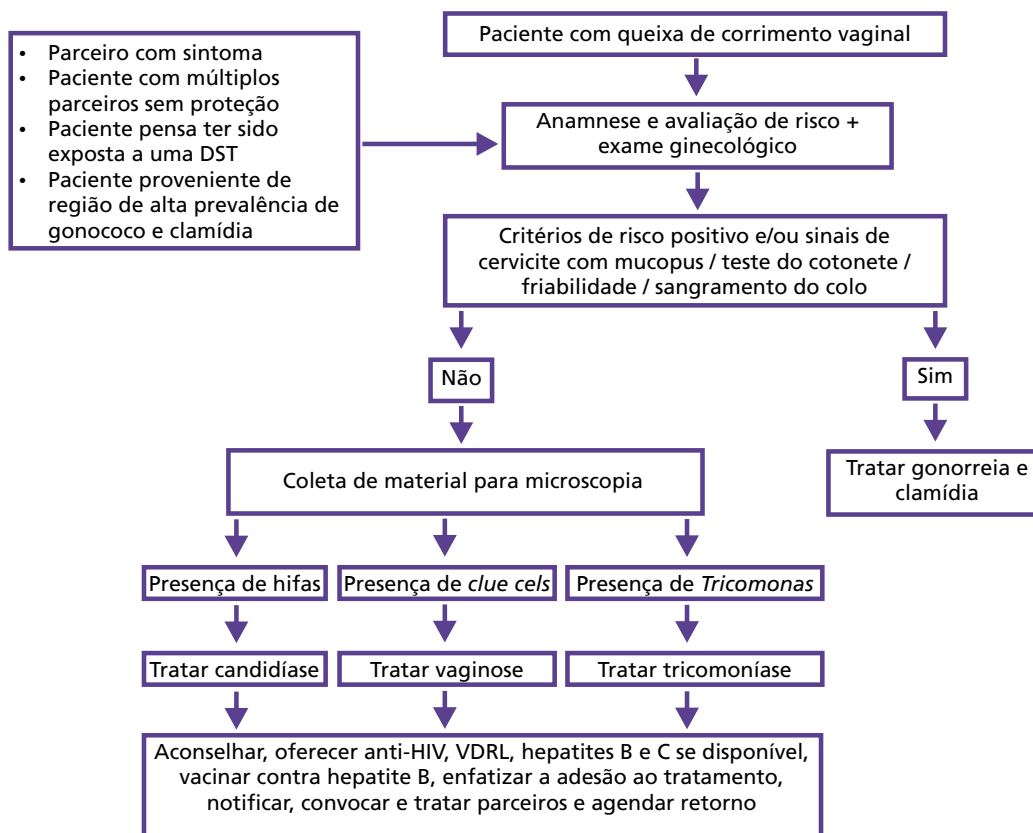 • Parceiro com sintoma
• Paciente com múltiplos
parceiros sem proteção
• Paciente pensa ter sido
exposta a uma DST
• Paciente proveniente de
região de alta prevalência de
gonococo e clamídia
Paciente com queixa de corrimento vaginal
Anamnese e avaliação de risco +
exame ginecológico
Critérios de risco positivo e/ou sinais de
cervicite com mucopus / teste do cotonete /
friabilidade / sangramento do colo
Não
Sim
Coleta de material para microscopia
Tratar gonorreia e
clamídia
Presença de hifas
Presença de clue cels
Presença de Tricomonas
Tratar candidíase
Tratar vaginose
Tratar tricomoníase
Aconselhar, oferecer anti-HIV, VDRL, hepatites B e C se disponível,
vacinar contra hepatite B, enfatizar a adesão ao tratamento,
notificar, convocar e tratar parceiros e agendar retorno